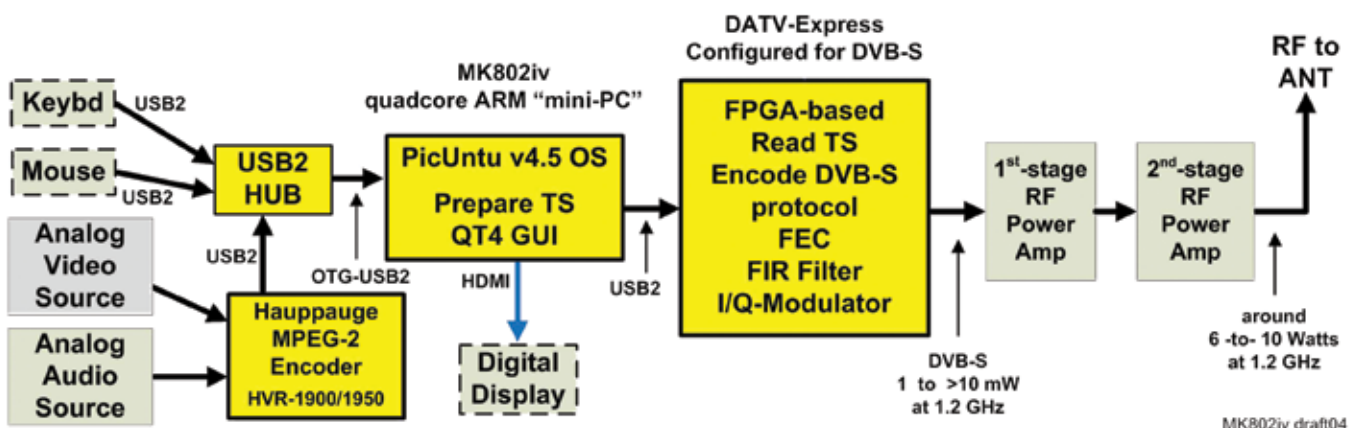 DATV-Express
Configured for DVB-S
RF to
ANT
MK802iv
quadcore ARM “mini-PC”
Keybd
USB2
Mouse
USB2
USB2
HUB
PicUntu v4.5 OS
Prepare TS
QT4 GUI
FPGA-based
Read TS
Encode DVB-S
protocol
FEC
FIR Filter
I/Q-Modulator
1st-stage
RF
Power
Amp
2nd-stage
RF
Power
Amp
Analog
Video
Source
USB2
OTG-USB2
HDMI
USB2
Hauppauge
MPEG-2
Encoder
HVR-1900/1950
Analog
Audio
Source
Digital
Display
DVB-S
1 to >10 mW
at 1.2 GHz
around
6 -to- 10 Watts
at 1.2 GHz
MK802iv draft04